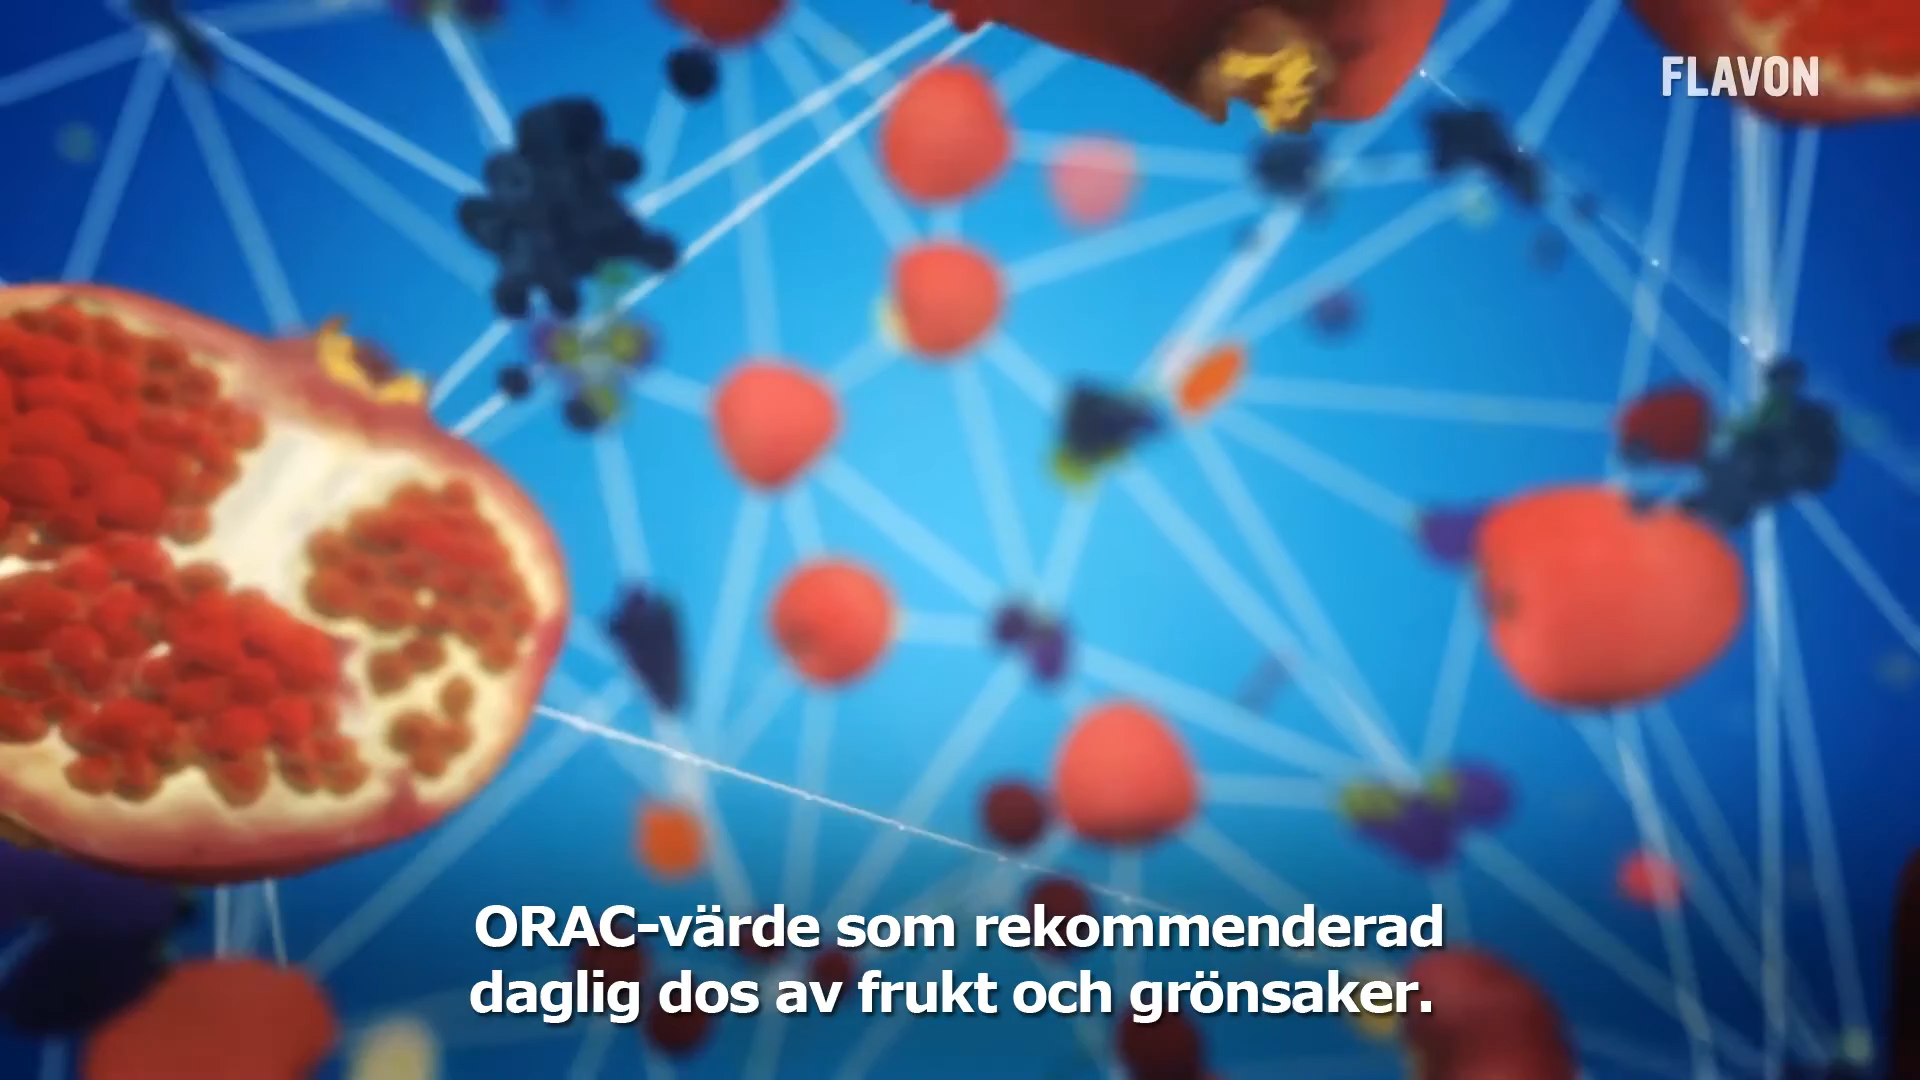 FLAVON
ORAC-värde som rekommenderad
daglig dos av frukt och grönsaker.